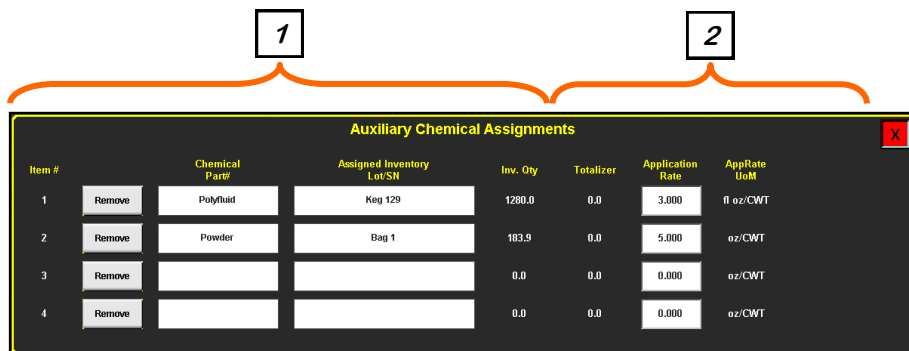 1 2
Auxiliary Chemical Assignments X
Item # Chemical Part# Assigned Inventory Lot/SN Inv. Qty Totalizer Application Rate AppRate UoM
1 Remove Polyfluid Keg 129 1280.0 0.0 3.000 fl oz/CWT
2 Remove Powder Bag 1 183.9 0.0 5.000 oz/CWT
3 Remove 0.0 0.0 0.000 oz/CWT
4 Remove 0.0 0.0 0.000 oz/CWT